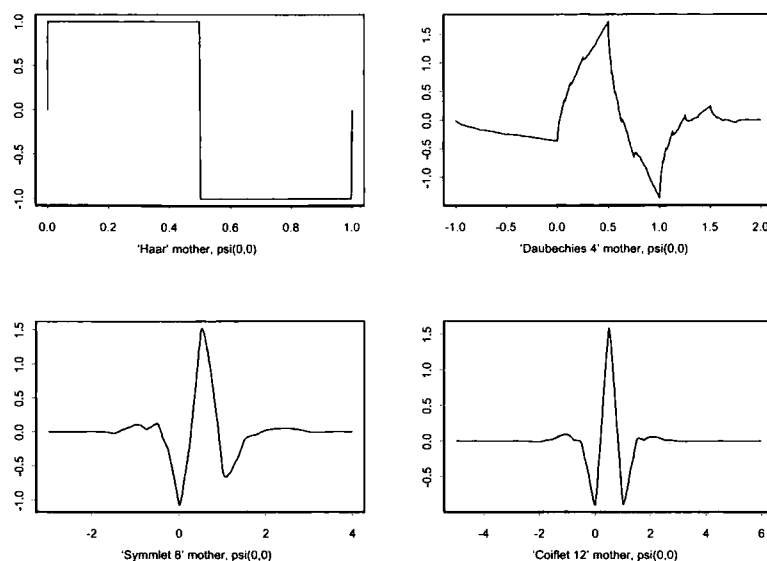 1.0
0.5
0.0
-0.5
-1.0
0.0 0.2 0.4 0.6 0.8 1.0
'Haar' mother, psi(0,0)
1.5
1.0
0.5
0.0
-0.5
-1.0
-1.0 -0.5 0.0 0.5 1.0 1.5 2.0
'Daubechies 4' mother, psi(0,0)
1.5
1.0
0.5
0.0
-0.5
-1.0
-2 0 2 4
'Symmlet 8' mother, psi(0,0)
1.5
1.0
0.5
0.0
-0.5
-4 -2 0 2 4 6
'Coiflet 12' mother, psi(0,0)